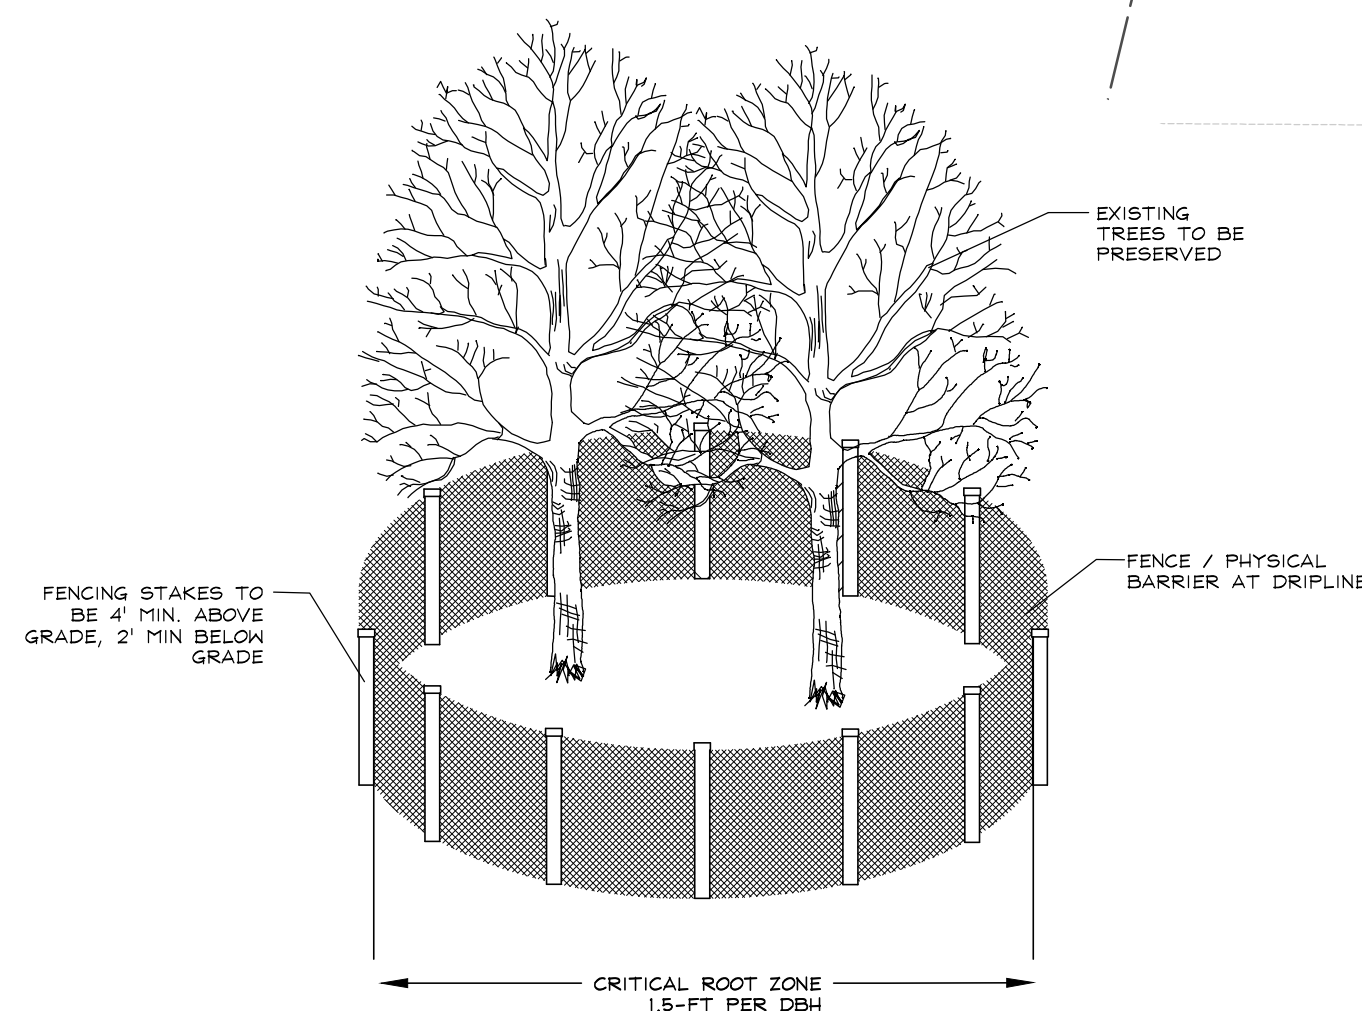 EXISTING
TREES TO BE
PRESERVED
FENCE / PHYSICAL
BARRIER AT DRIPLINE
FENCING STAKES TO
BE 4' MIN. ABOVE
GRADE, 2' MIN BELOW
GRADE
CRITICAL ROOT ZONE
1.5-FT PER DBH